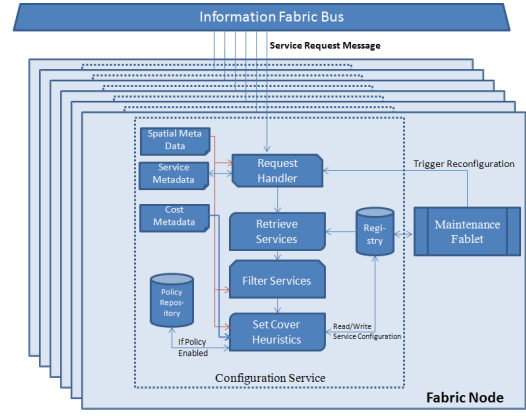 Information Fabric Bus
Service Request Message
Spatial Meta
Data
Service
Metadata
Cost
Metadata
Request
Handler
Trigger Reconfiguration
Retrieve
Services
Regi-
stry
Maintenance
Fablet
Filter Services
Policy
Repos-
itory
Set Cover
Heuristics
Read/Write
Service Configuration
If Policy
Enabled
Configuration Service
Fabric Node